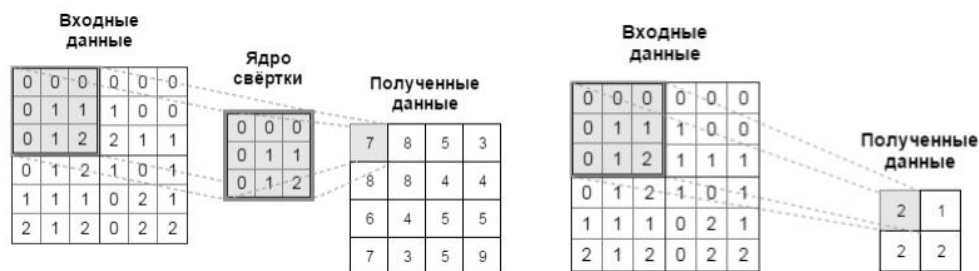 Входные
данные
0 0 0 0 0 0
0 1 1 1 0 0
0 1 2 2 1 1
0 1 2 1 0 1
1 1 1 0 2 1
2 1 2 0 2 2
Ядро
свёртки
0 0 0
0 1 1
0 1 2
Полученные
данные
7 8 5 3
8 8 4 4
6 4 5 5
7 3 5 9
Входные
данные
0 0 0 0 0 0
0 1 1 1 0 0
0 1 2 1 1 1
0 1 2 1 0 1
1 1 1 0 2 1
2 1 2 0 2 2
Полученные
данные
2 1
2 2